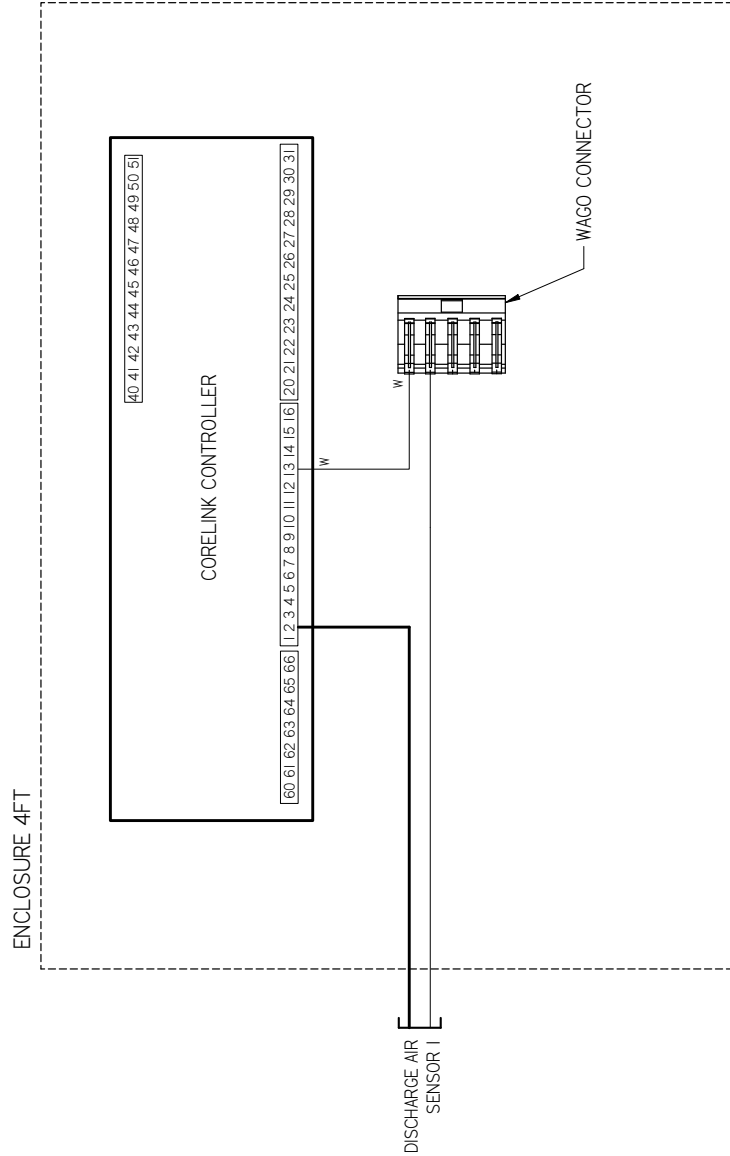 ENCLOSURE 4FT
40 41 42 43 44 45 46 47 48 49 50 51
CORELINK CONTROLLER
60 61 62 63 64 65 66
1 2 3 4 5 6 7 8 9 10 11 12 13 14 15 16
20 21 22 23 24 25 26 27 28 29 30 31
W
W
WAGO CONNECTOR
DISCHARGE AIR
SENSOR 1